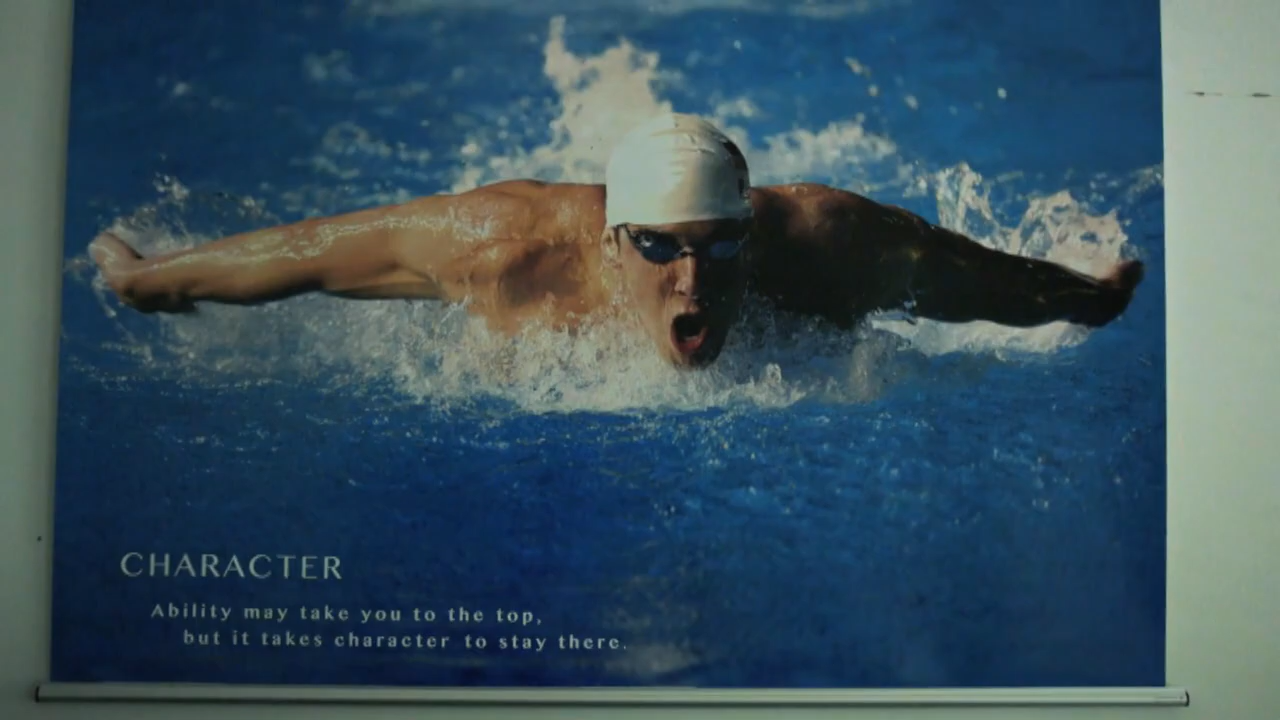 CHARACTER
Ability may take you to the top,
but it takes character to stay there.